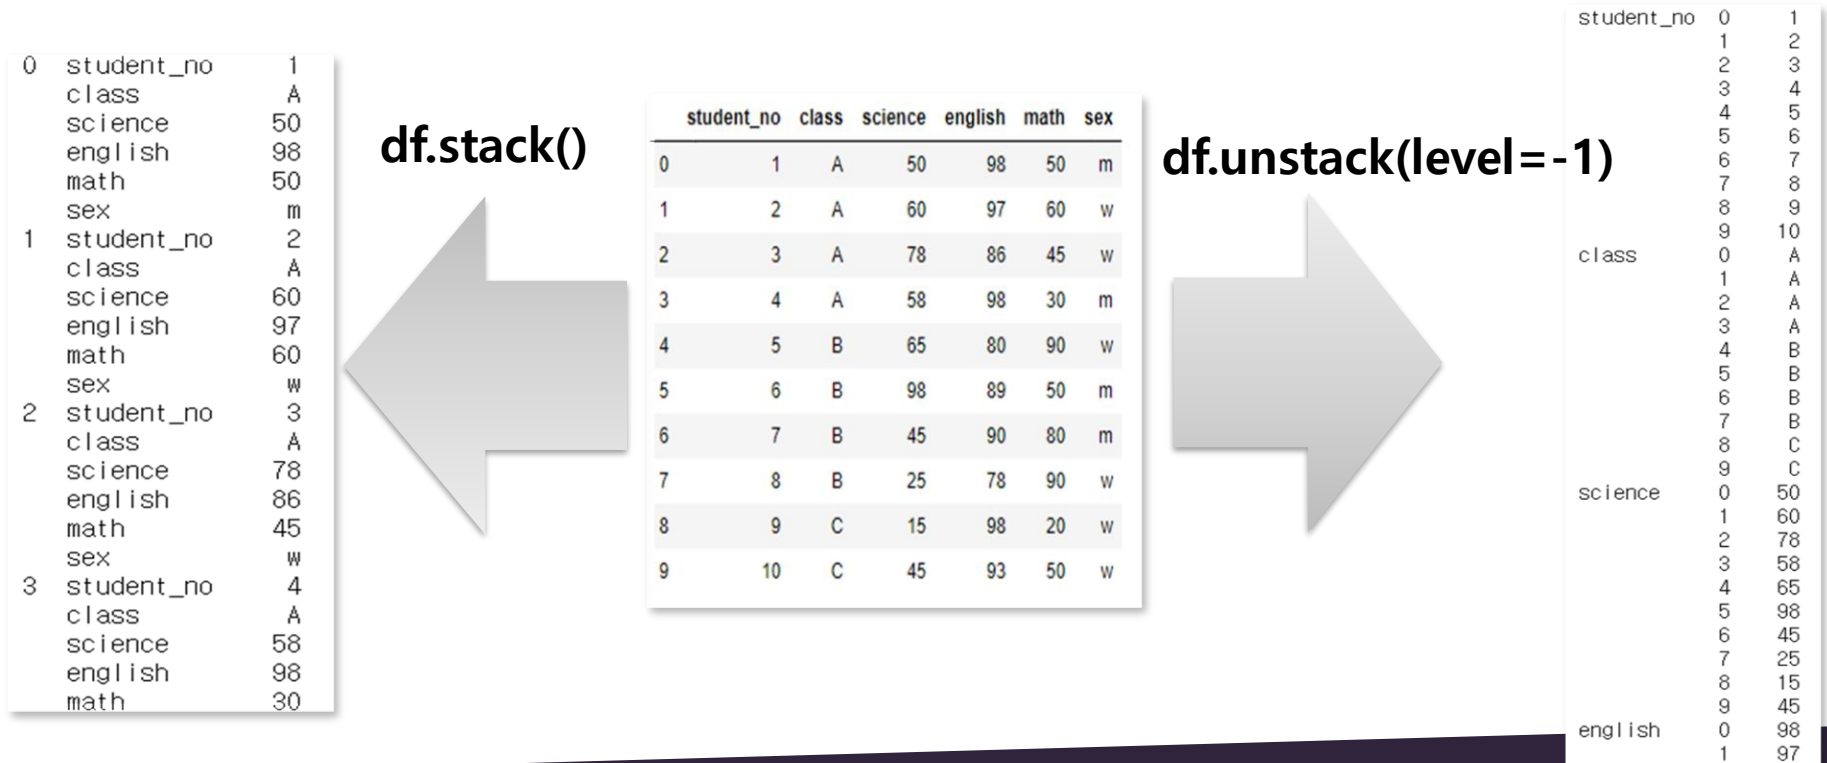 0 student_no 1
class A
science 50
english 98
math 50
sex m
1 student_no 2
class A
science 60
english 97
math 60
sex w
2 student_no 3
class A
science 78
english 86
math 45
sex w
3 student_no 4
class A
science 58
english 98
math 30
df.stack()
student_no class science english math sex
0 1 A 50 98 50 m
1 2 A 60 97 60 w
2 3 A 78 86 45 w
3 4 A 58 98 30 m
4 5 B 65 80 90 w
5 6 B 98 89 50 m
6 7 B 45 90 80 m
7 8 B 25 78 90 w
8 9 C 15 98 20 w
9 10 C 45 93 50 w
df.unstack(level=-1)
student_no 0 1
1 2
2 3
3 4
4 5
5 6
6 7
7 8
8 9
9 10
class 0 A
1 A
2 A
3 A
4 B
5 B
6 B
7 B
8 C
9 C
science 0 50
1 60
2 78
3 58
4 65
5 98
6 45
7 25
8 15
9 45
english 0 98
1 97